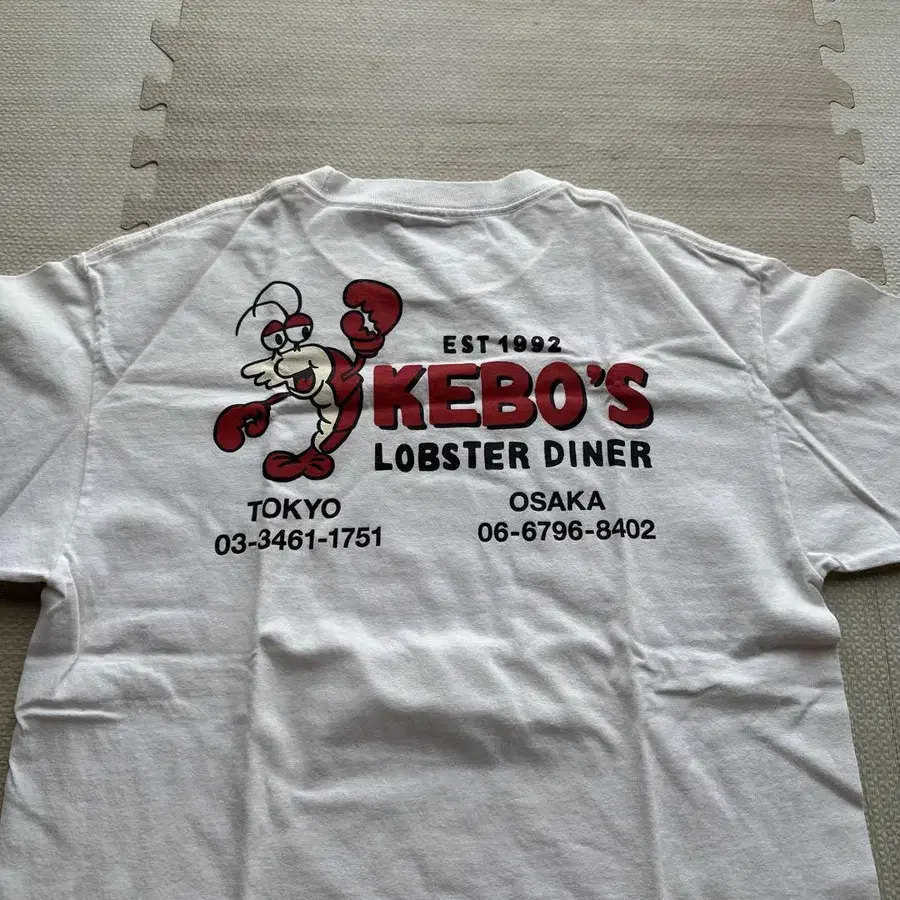 EST 1992
KEBO'S
LOBSTER DINER
TOKYO
03-3461-1751
OSAKA
06-6796-8402